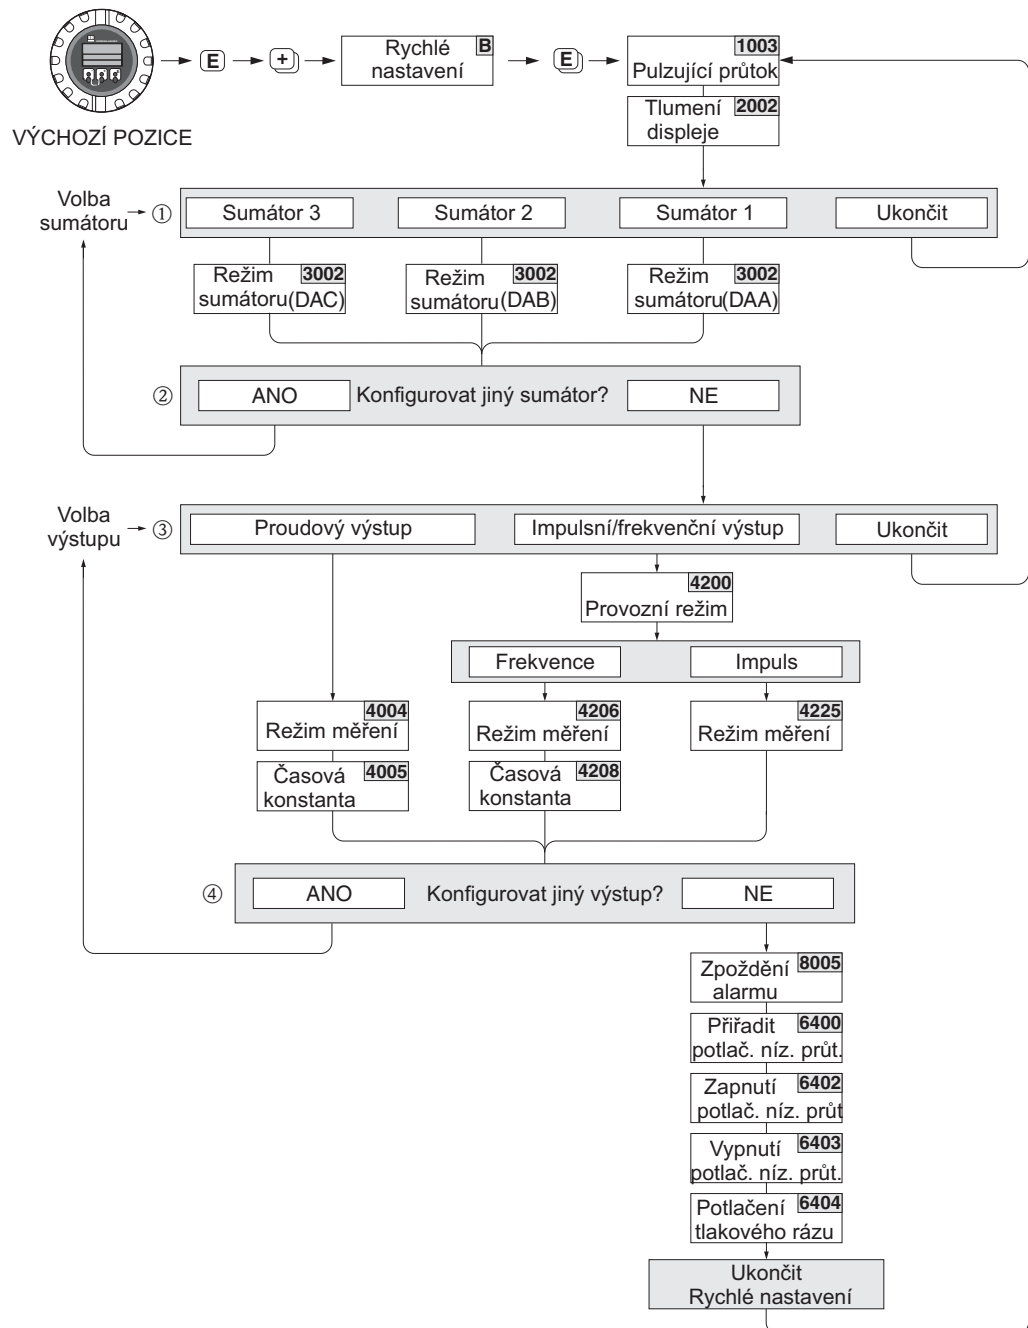 E
+
Rychlé B
nastavení
E
1003
Pulzující průtok
VÝCHOZÍ POZICE
Tlumení 2002
displeje
Volba
sumátoru
①
Sumátor 3
Sumátor 2
Sumátor 1
Ukončit
Režim 3002
sumátoru(DAC)
Režim 3002
sumátoru(DAB)
Režim 3002
sumátoru(DAA)
②
ANO
Konfigurovat jiný sumátor?
NE
Volba
výstupu
③
Proudový výstup
Impulsní/frekvenční výstup
Ukončit
4200
Provozní režim
Frekvence
Impuls
4004
Režim měření
4206
Režim měření
4225
Režim měření
Časová 4005
konstanta
Časová 4208
konstanta
④
ANO
Konfigurovat jiný výstup?
NE
Zpoždění 8005
alarmu
Přiřadit 6400
potlač. níz. průt.
Zapnutí 6402
potlač. níz. průt
Vypnutí 6403
potlač. níz. průt.
Potlačení 6404
tlakového rázu
Ukončit
Rychlé nastavení